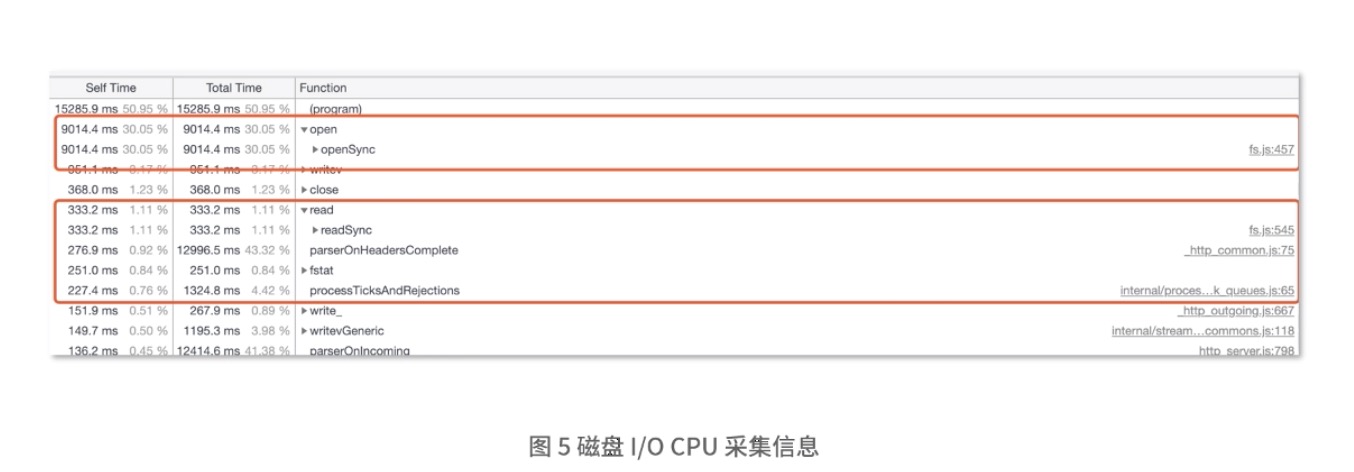 Self Time Total Time Function
15285.9 ms 50.95 % 15285.9 ms 50.95 % (program)
9014.4 ms 30.05 % 9014.4 ms 30.05 % ▼open
9014.4 ms 30.05 % 9014.4 ms 30.05 % ▶openSync fs.js:457
951.1 ms 3.17 % 951.1 ms 3.17 % ▶writev
368.0 ms 1.23 % 368.0 ms 1.23 % ▶close
333.2 ms 1.11 % 333.2 ms 1.11 % ▼read
333.2 ms 1.11 % 333.2 ms 1.11 % ▶readSync fs.js:545
276.9 ms 0.92 % 12996.5 ms 43.32 % parserOnHeadersComplete _http_common.js:75
251.0 ms 0.84 % 251.0 ms 0.84 % ▶fstat
227.4 ms 0.76 % 1324.8 ms 4.42 % processTicksAndRejections internal/proces…k_queues.js:65
151.9 ms 0.51 % 267.9 ms 0.89 % ▶write_ _http_outgoing.js:667
149.7 ms 0.50 % 1195.3 ms 3.98 % ▶writevGeneric internal/stream…commons.js:118
136.2 ms 0.45 % 12414.6 ms 41.38 % parserOnIncoming _http_server.js:798
图 5 磁盘 I/O CPU 采集信息